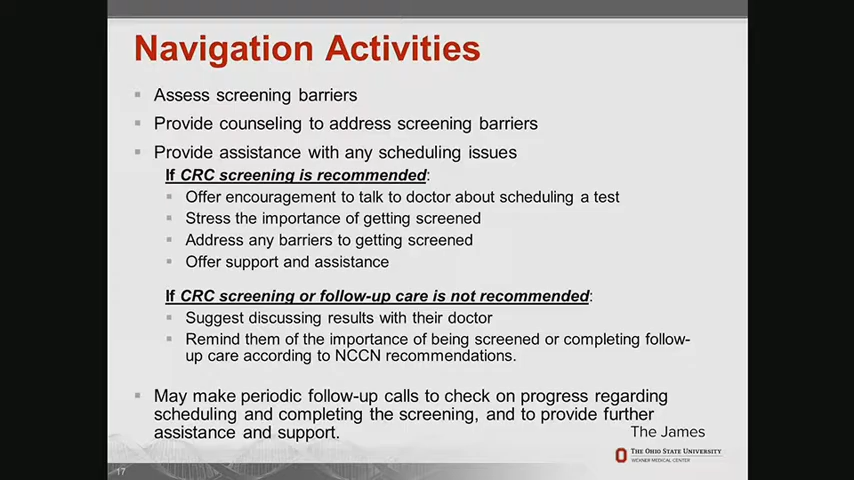 Navigation Activities
Assess screening barriers
Provide counseling to address screening barriers
Provide assistance with any scheduling issues
If CRC screening is recommended:
Offer encouragement to talk to doctor about scheduling a test
Stress the importance of getting screened
Address any barriers to getting screened
Offer support and assistance
If CRC screening or follow-up care is not recommended:
Suggest discussing results with their doctor
Remind them of the importance of being screened or completing follow-
up care according to NCCN recommendations.
May make periodic follow-up calls to check on progress regarding
scheduling and completing the screening, and to provide further
assistance and support.
The James
THE OHIO STATE UNIVERSITY
WEXNER MEDICAL CENTER
17